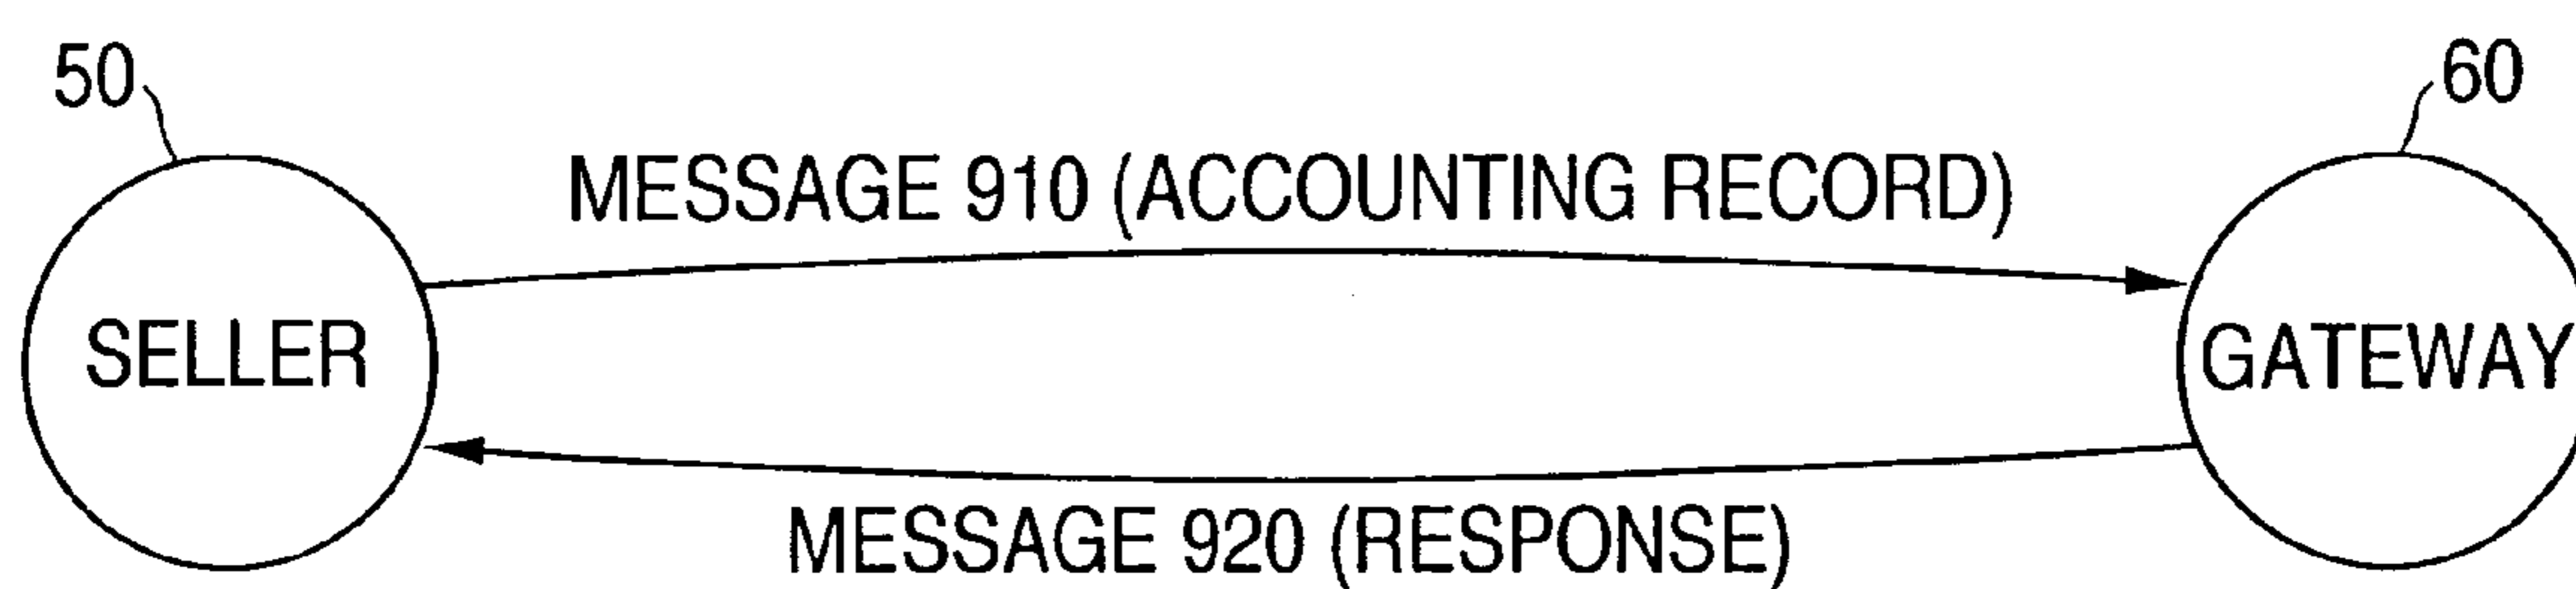 50
60
MESSAGE 910 (ACCOUNTING RECORD)
SELLER
GATEWAY
MESSAGE 920 (RESPONSE)